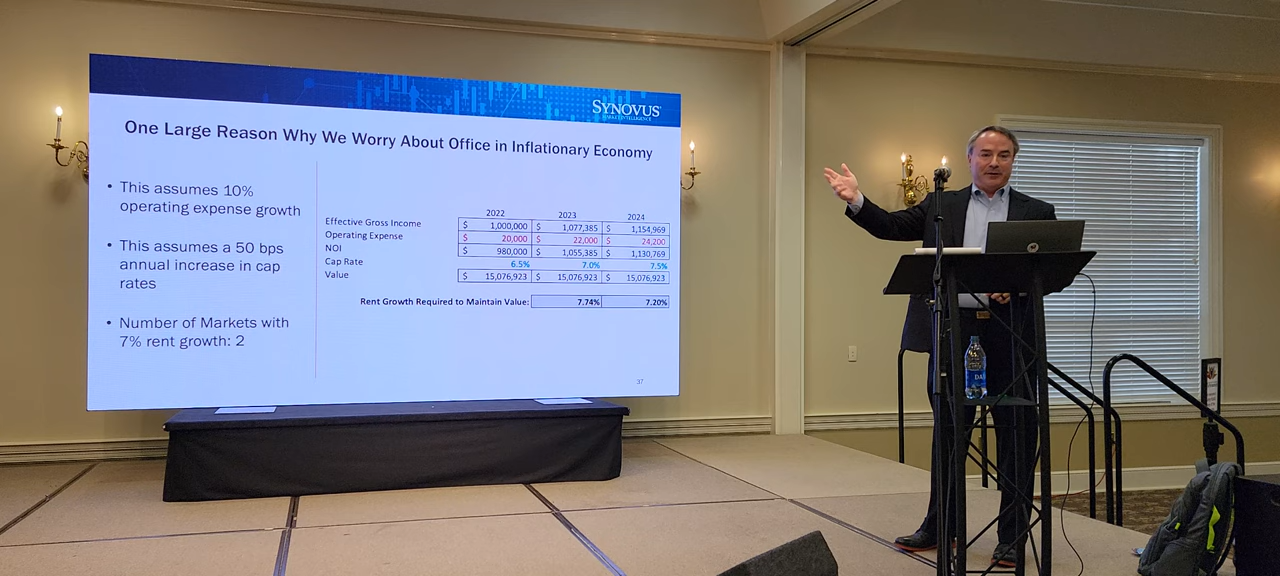 SYNOVUS
MARKET INTELLIGENCE
One Large Reason Why We Worry About Office in Inflationary Economy
• This assumes 10%
operating expense growth
• This assumes a 50 bps
annual increase in cap
rates
• Number of Markets with
7% rent growth: 2
2022 2023 2024
Effective Gross Income $ 1,000,000 $ 1,077,385 $ 1,154,969
Operating Expense $ 20,000 $ 22,000 $ 24,200
NOI $ 980,000 $ 1,055,385 $ 1,130,769
Cap Rate 6.5% 7.0% 7.5%
Value $ 15,076,923 $ 15,076,923 $ 15,076,923
Rent Growth Required to Maintain Value: 7.74% 7.20%
37